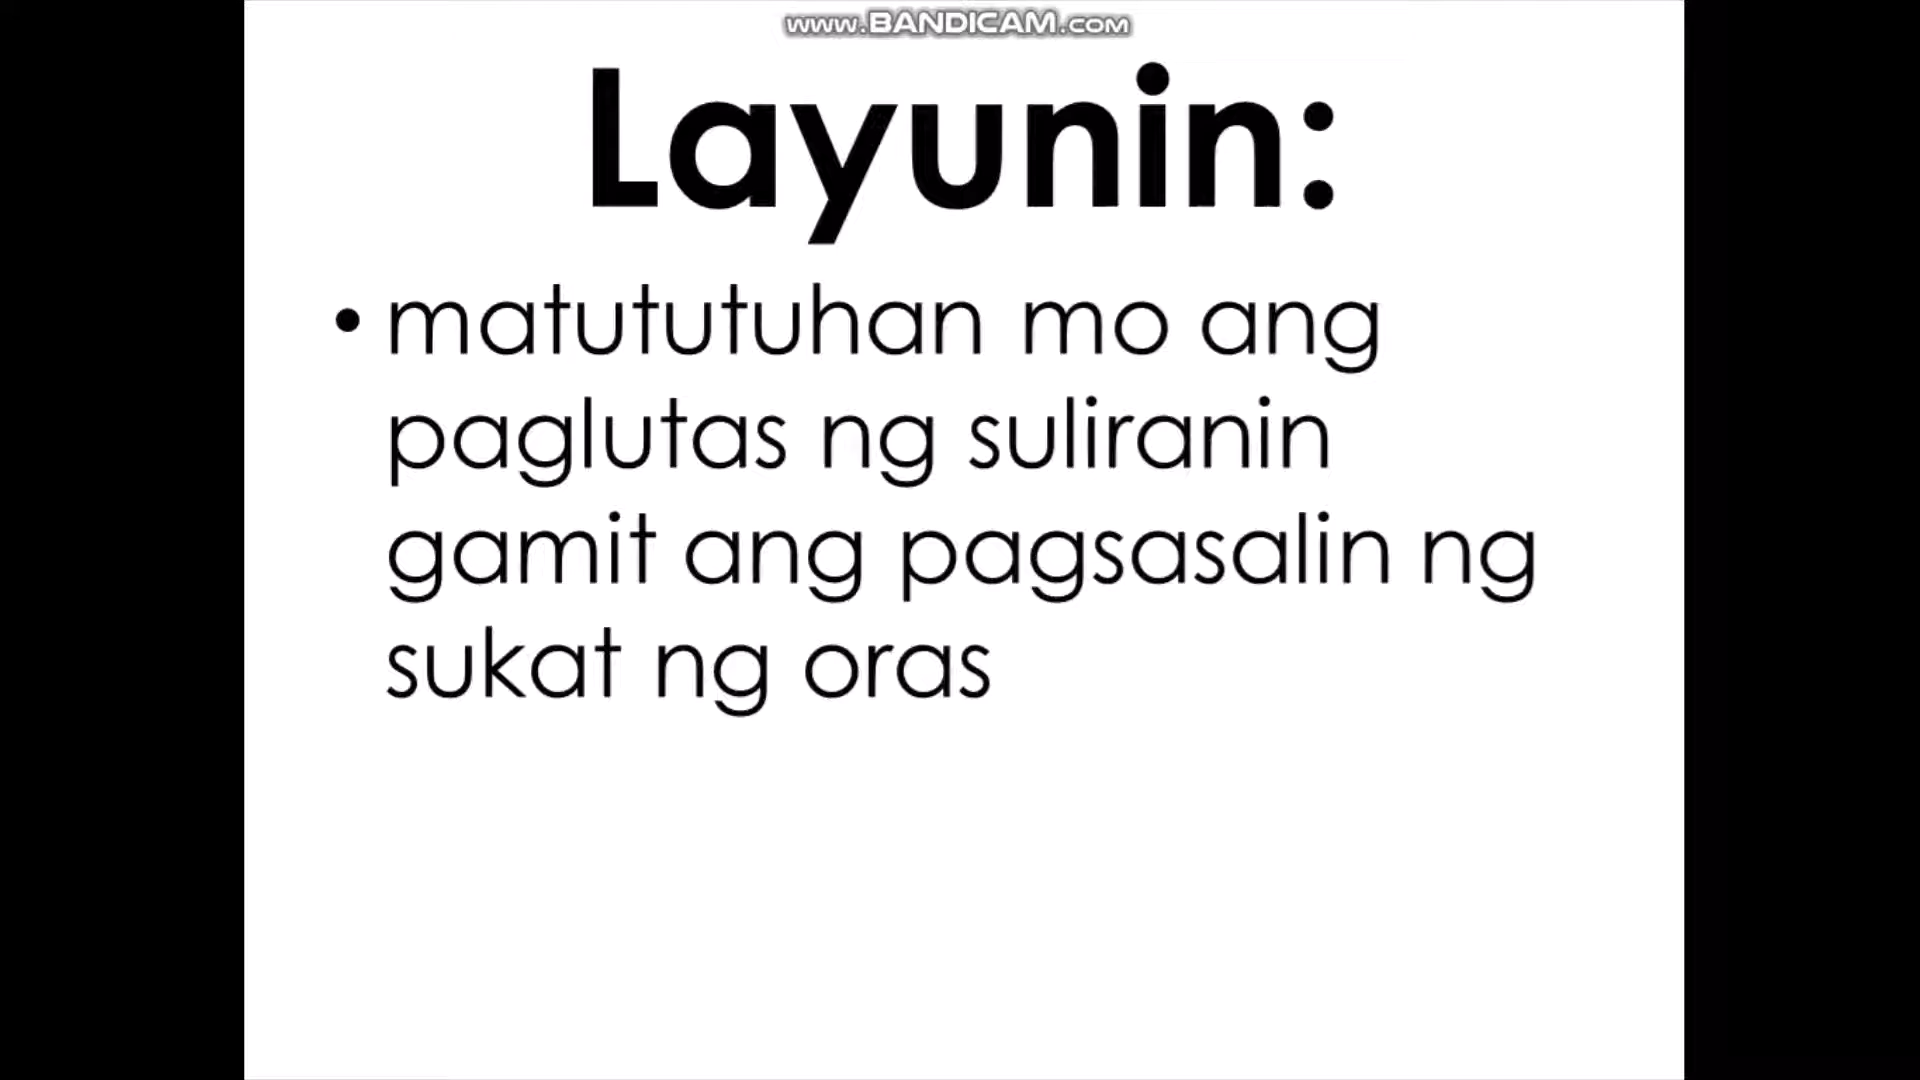 www.BANDICAM.com
Layunin:
• matututuhan mo ang
paglutas ng suliranin
gamit ang pagsasalin ng
sukat ng oras